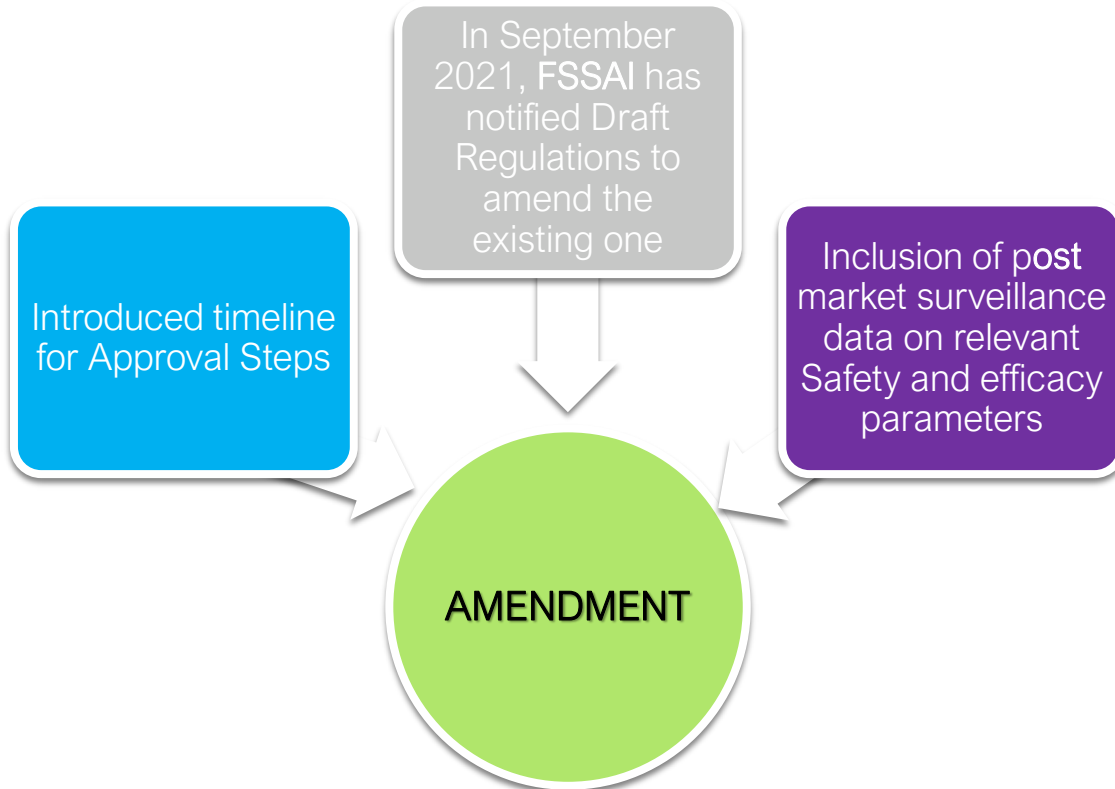 In September
2021, FSSAI has
notified Draft
Regulations to
amend the
existing one
Introduced timeline
for Approval Steps
Inclusion of post
market surveillance
data on relevant
Safety and efficacy
parameters
AMENDMENT